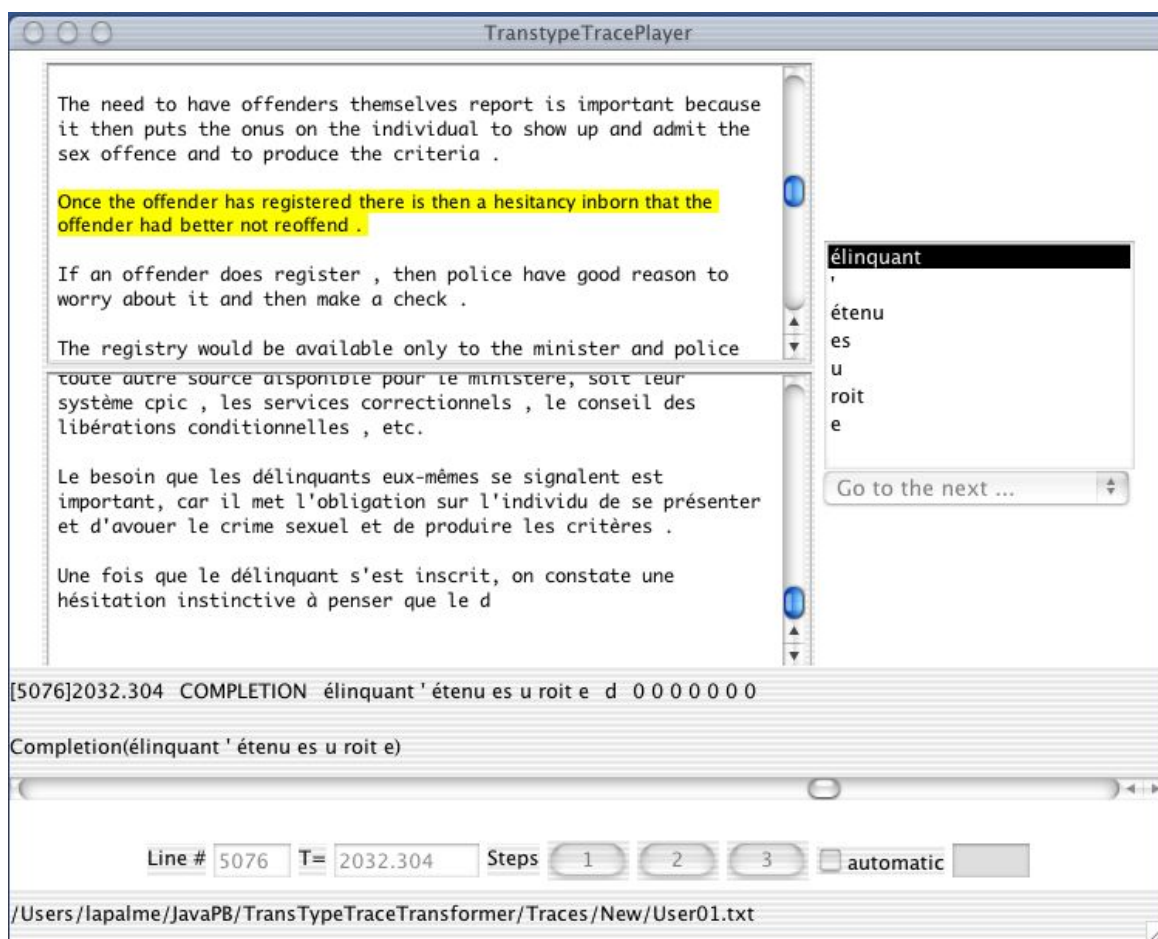 TranstypeTracePlayer
The need to have offenders themselves report is important because
it then puts the onus on the individual to show up and admit the
sex offence and to produce the criteria .
Once the offender has registered there is then a hesitancy inborn that the
offender had better not reoffend .
If an offender does register , then police have good reason to
worry about it and then make a check .
The registry would be available only to the minister and police
toute autre source disponible pour le ministère, soit leur
système cpic , les services correctionnels , le conseil des
libérations conditionnelles , etc.
Le besoin que les délinquants eux-mêmes se signalent est
important, car il met l'obligation sur l'individu de se présenter
et d'avouer le crime sexuel et de produire les critères .
Une fois que le délinquant s'est inscrit, on constate une
hésitation instinctive à penser que le d
élinquant
'
étenu
es
u
roit
e
Go to the next ...
[5076]2032.304 COMPLETION élinquant ' étenu es u roit e d 0 0 0 0 0 0 0
Completion(élinquant ' étenu es u roit e)
Line # 5076 T= 2032.304 Steps 1 2 3 automatic
/Users/lapalme/JavaPB/TransTypeTraceTransformer/Traces/New/User01.txt